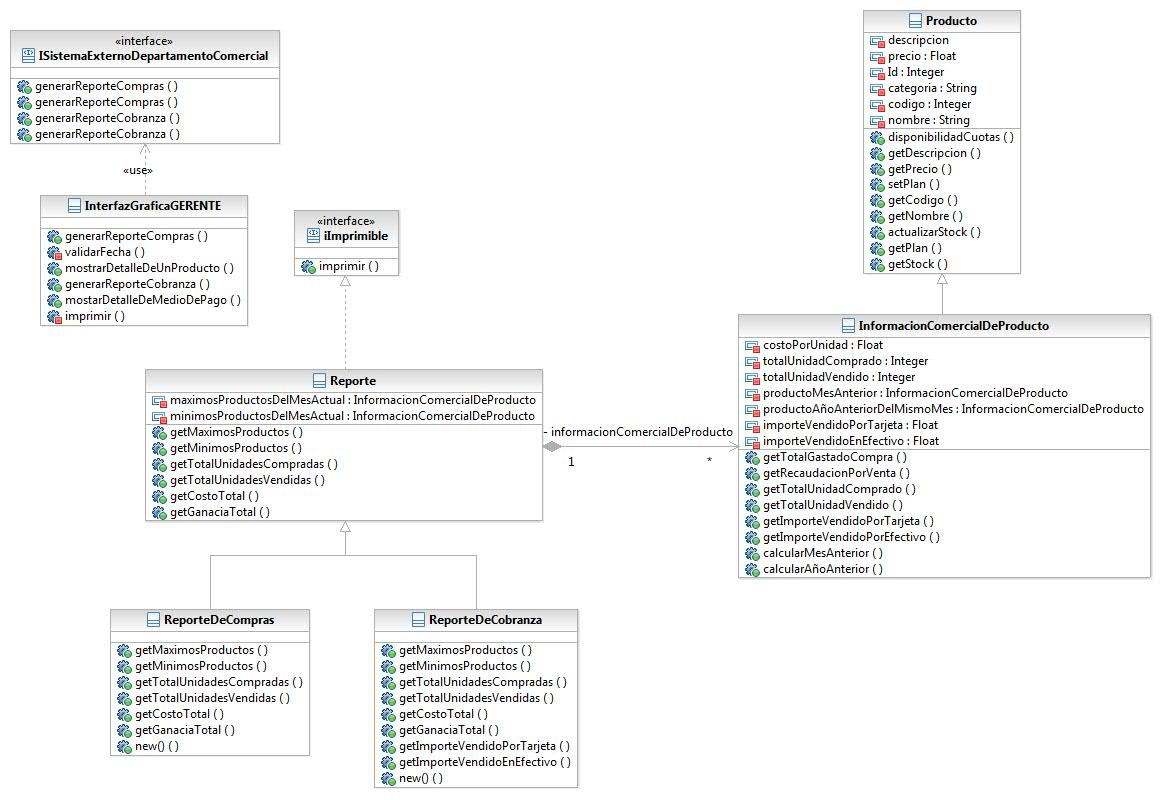 «interface»
ISistemaExternoDepartamentoComercial
generarReporteCompras ( )
generarReporteCompras ( )
generarReporteCobranza ( )
generarReporteCobranza ( )
«use»
InterfazGraficaGERENTE
generarReporteCompras ( )
validarFecha ( )
mostrarDetalleDeUnProducto ( )
generarReporteCobranza ( )
mostarDetalleDeMedioDePago ( )
imprimir ( )
«interface»
iImprimible
imprimir ( )
Producto
descripcion
precio : Float
Id : Integer
categoria : String
codigo : Integer
nombre : String
disponibilidadCuotas ( )
getDescripcion ( )
getPrecio ( )
setPlan ( )
getCodigo ( )
getNombre ( )
actualizarStock ( )
getPlan ( )
getStock ( )
Reporte
maximosProductosDelMesActual : InformacionComercialDeProducto
minimosProductosDelMesActual : InformacionComercialDeProducto
getMaximosProductos ( )
getMinimosProductos ( )
getTotalUnidadesCompradas ( )
getTotalUnidadesVendidas ( )
getCostoTotal ( )
getGanaciaTotal ( )
- informacionComercialDeProducto
1
*
InformacionComercialDeProducto
costoPorUnidad : Float
totalUnidadComprado : Integer
totalUnidadVendido : Integer
productoMesAnterior : InformacionComercialDeProducto
productoAñoAnteriorDelMismoMes : InformacionComercialDeProducto
importeVendidoPorTarjeta : Float
importeVendidoEnEfectivo : Float
getTotalGastadoCompra ( )
getRecaudacionPorVenta ( )
getTotalUnidadComprado ( )
getTotalUnidadVendido ( )
getImporteVendidoPorTarjeta ( )
getImporteVendidoPorEfectivo ( )
calcularMesAnterior ( )
calcularAñoAnterior ( )
ReporteDeCompras
getMaximosProductos ( )
getMinimosProductos ( )
getTotalUnidadesCompradas ( )
getTotalUnidadesVendidas ( )
getCostoTotal ( )
getGanaciaTotal ( )
new() ( )
ReporteDeCobranza
getMaximosProductos ( )
getMinimosProductos ( )
getTotalUnidadesCompradas ( )
getTotalUnidadesVendidas ( )
getCostoTotal ( )
getGanaciaTotal ( )
getImporteVendidoPorTarjeta ( )
getImporteVendidoEnEfectivo ( )
new() ( )